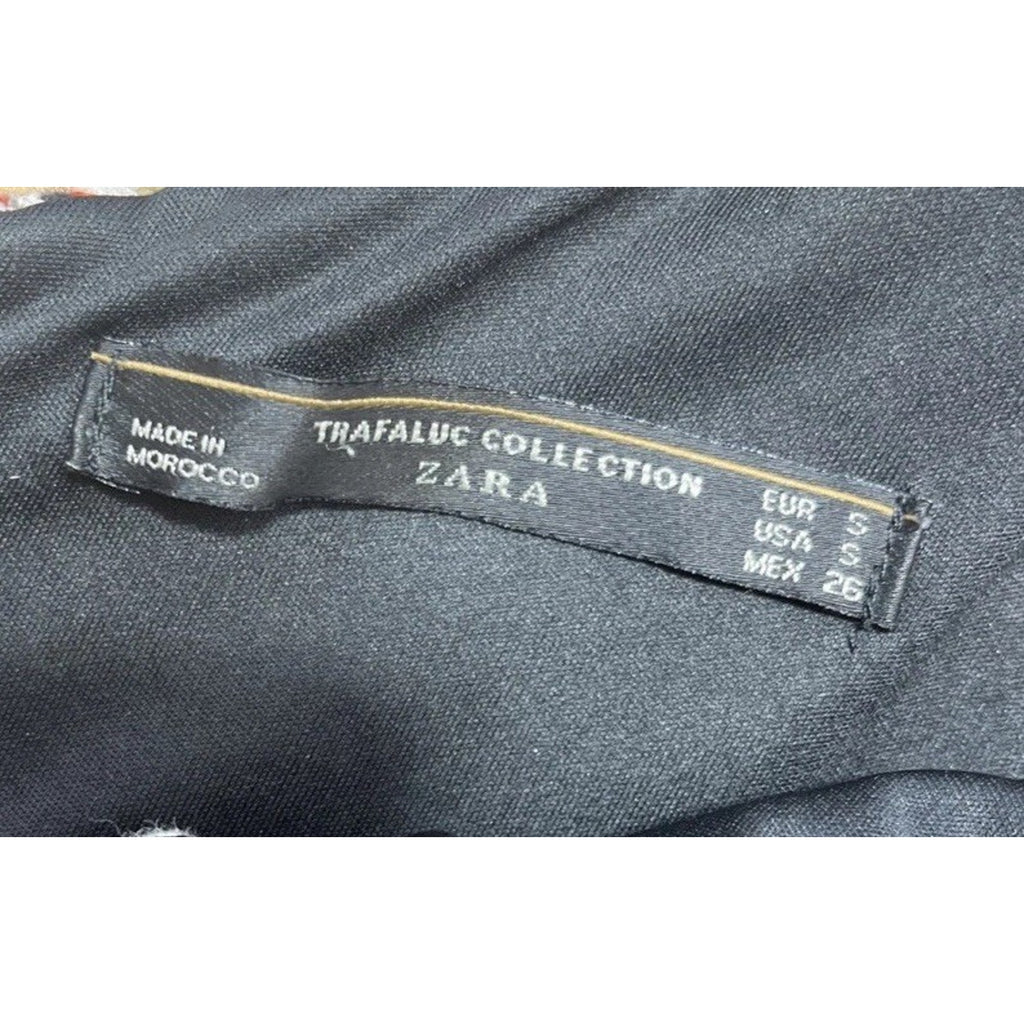 MADE IN
MOROCCO
TRAFALUC COLLECTION
ZARA
EUR S
USA S
MEX 26